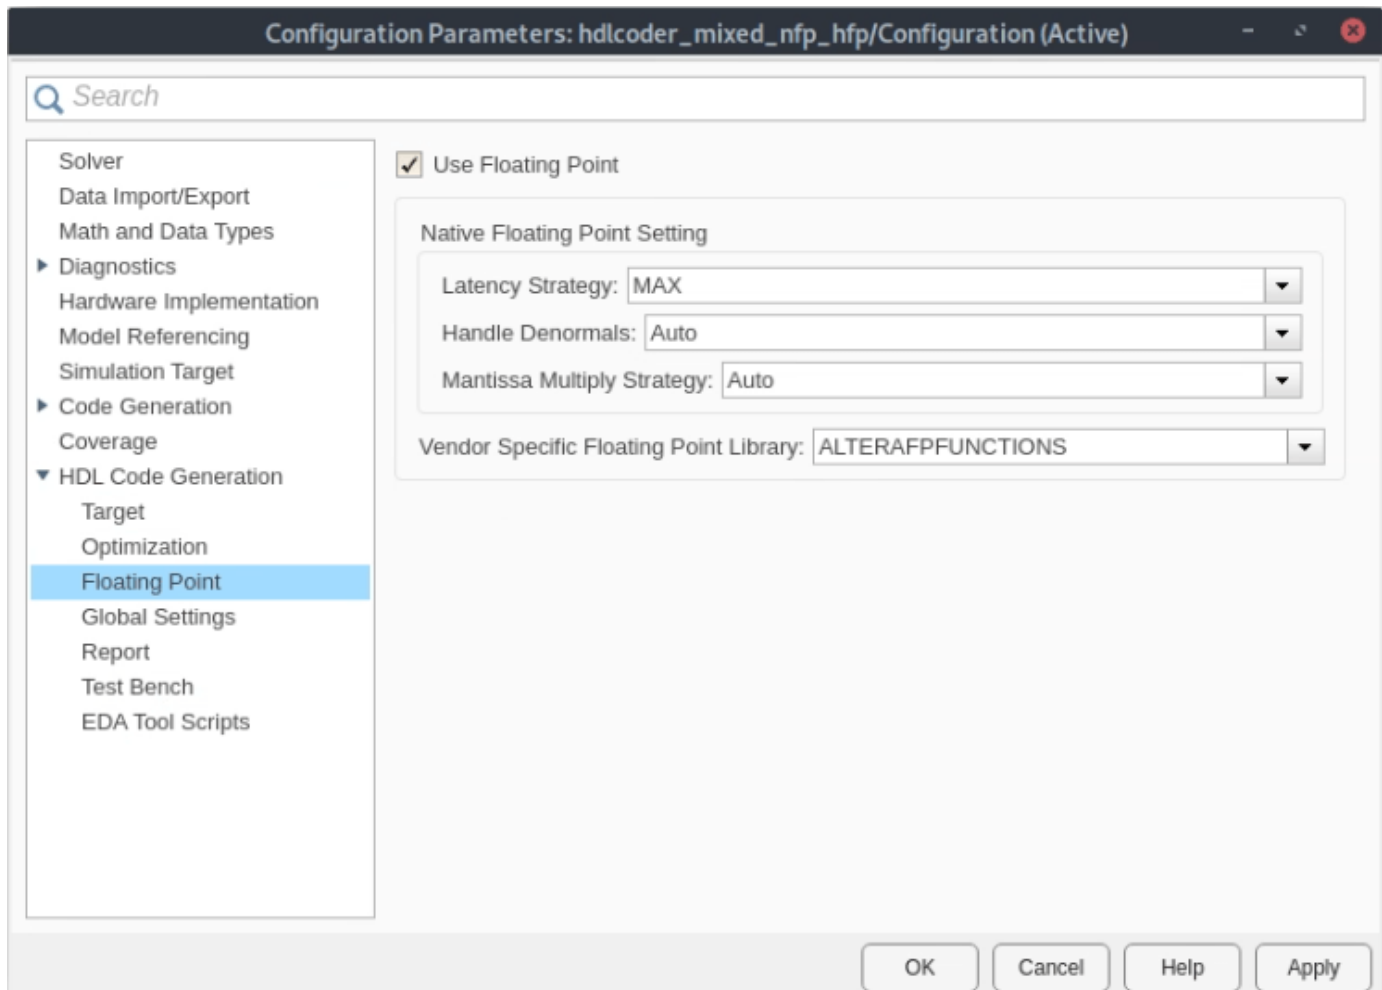 Configuration Parameters: hdlcoder_mixed_nfp_hfp/Configuration (Active)
Search
Solver
Data Import/Export
Math and Data Types
Diagnostics
Hardware Implementation
Model Referencing
Simulation Target
Code Generation
Coverage
HDL Code Generation
Target
Optimization
Floating Point
Global Settings
Report
Test Bench
EDA Tool Scripts
Use Floating Point
Native Floating Point Setting
Latency Strategy: MAX
Handle Denormals: Auto
Mantissa Multiply Strategy: Auto
Vendor Specific Floating Point Library: ALTERAFPFUNCTIONS
OK Cancel Help Apply